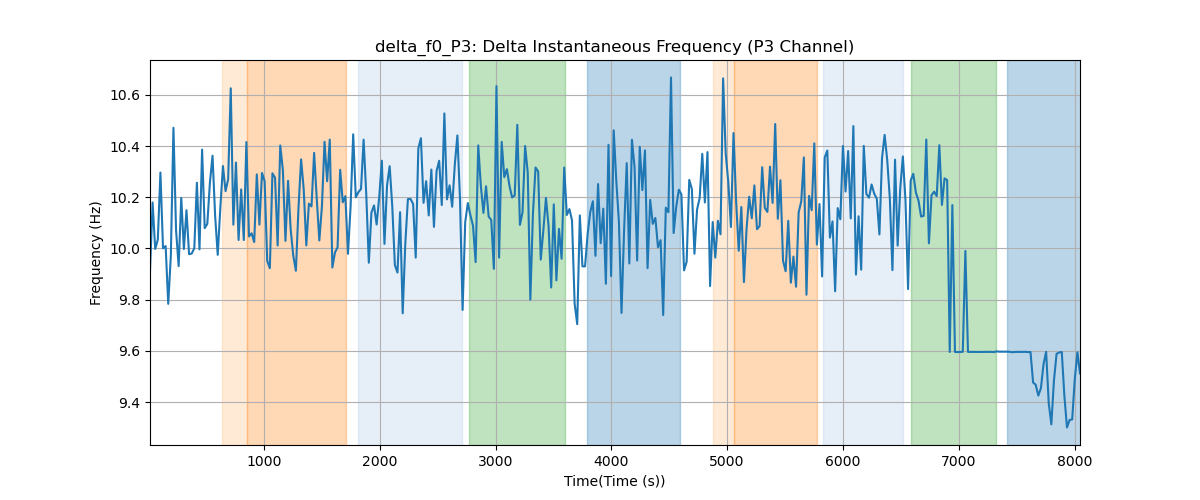 delta_f0_P3: Delta Instantaneous Frequency (P3 Channel)
Frequency (Hz)
10.6
10.4
10.2
10.0
9.8
9.6
9.4
1000 2000 3000 4000 5000 6000 7000 8000
Time(Time (s))